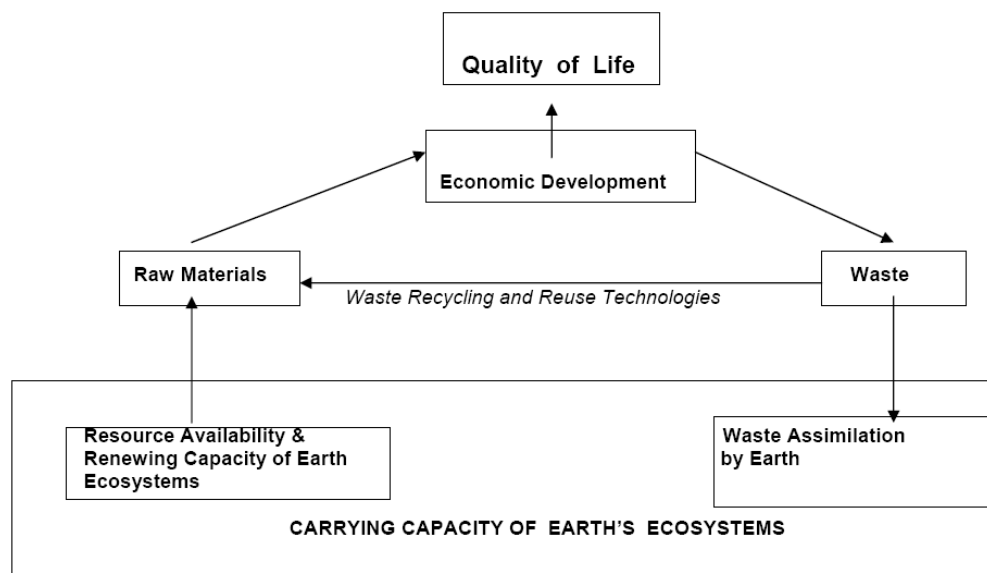 Quality of Life
Economic Development
Raw Materials
Waste
Waste Recycling and Reuse Technologies
Resource Availability &
Renewing Capacity of Earth
Ecosystems
Waste Assimilation
by Earth
CARRYING CAPACITY OF EARTH'S ECOSYSTEMS